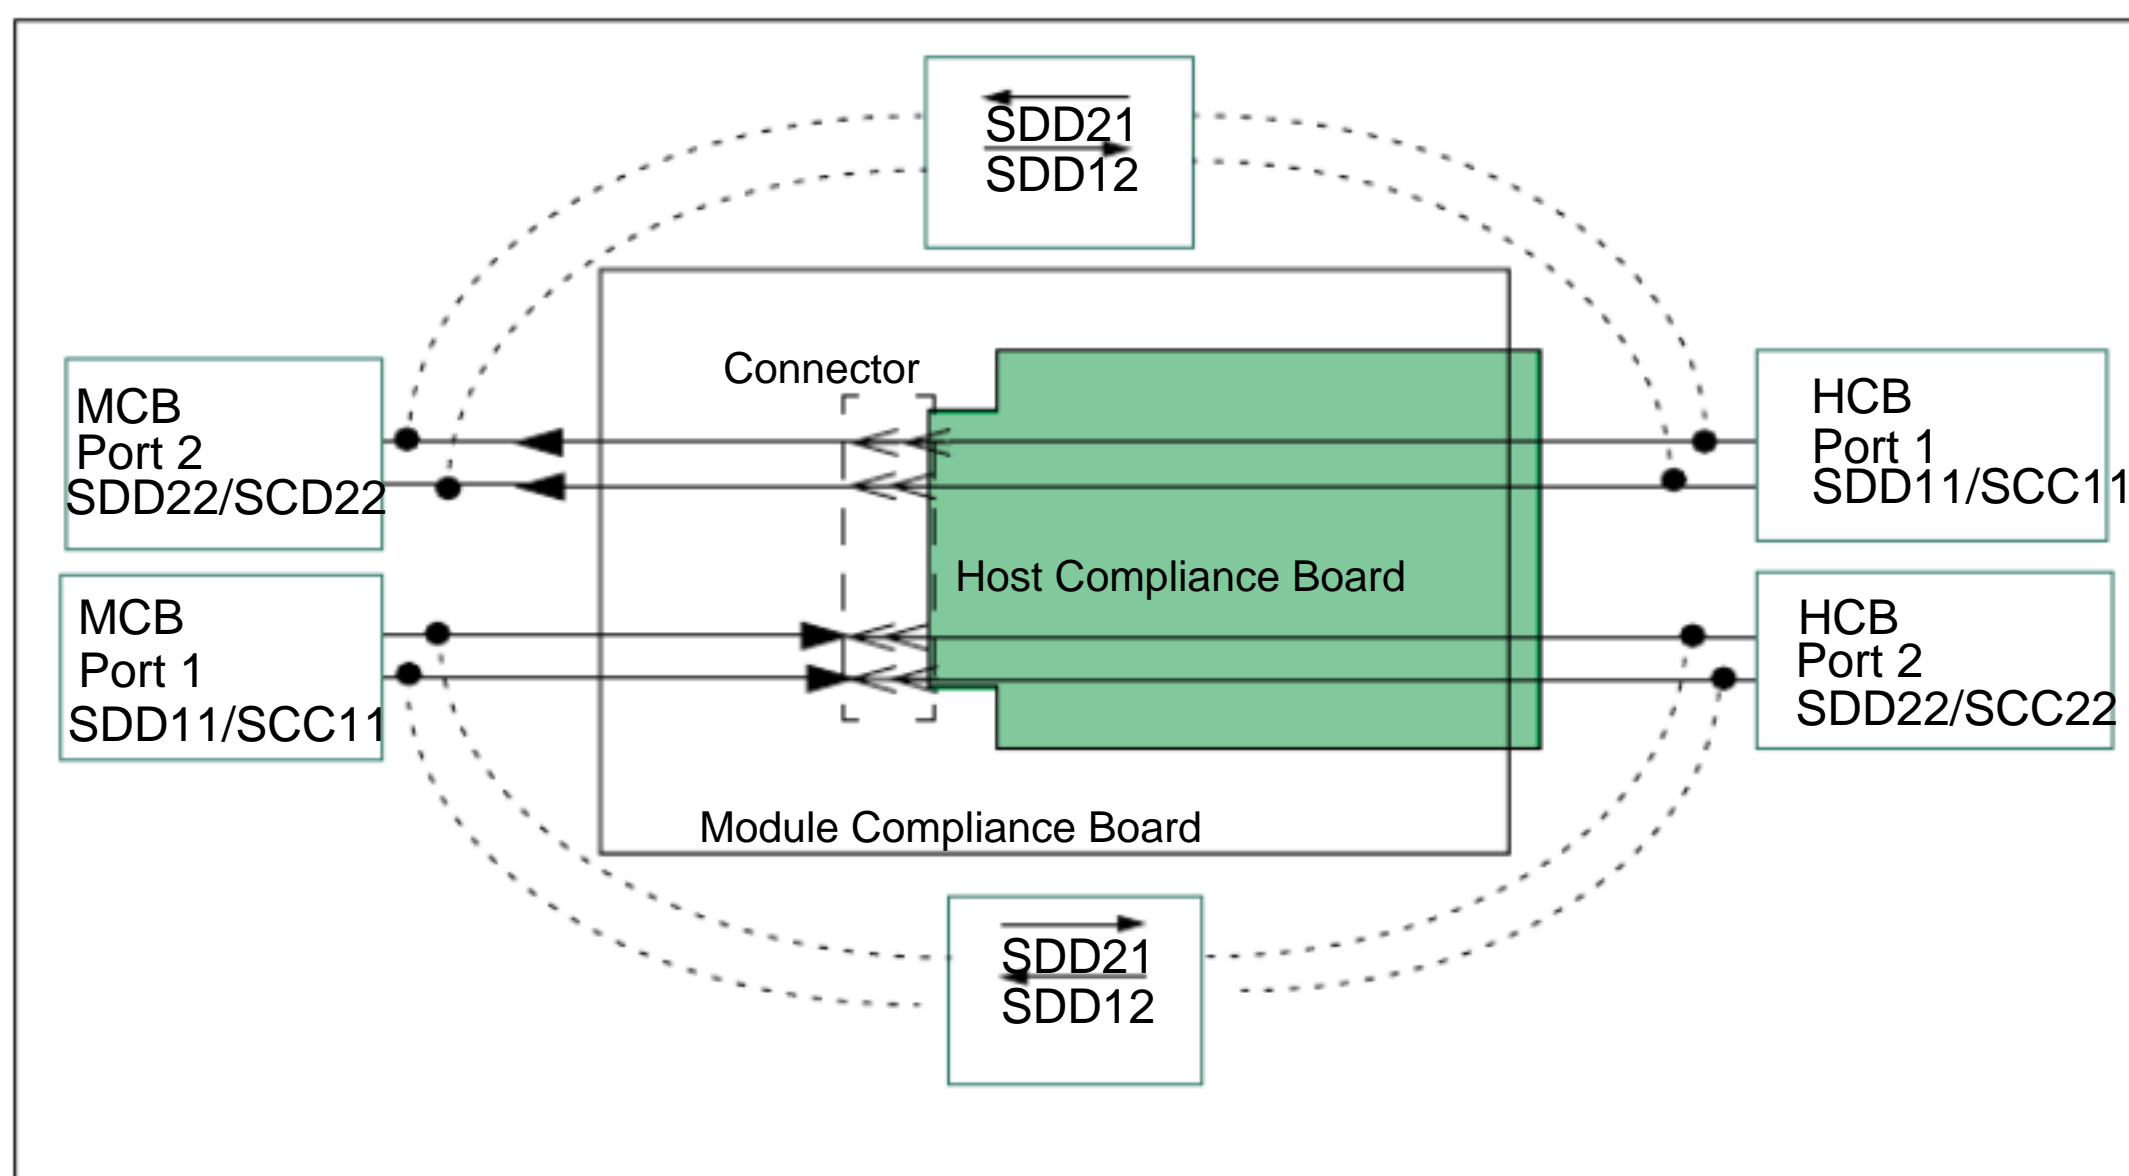 SDD21
SDD12
Connector
MCB
Port 2
SDD22/SCD22
HCB
Port 1
SDD11/SCC11
Host Compliance Board
MCB
Port 1
SDD11/SCC11
HCB
Port 2
SDD22/SCC22
Module Compliance Board
SDD21
SDD12